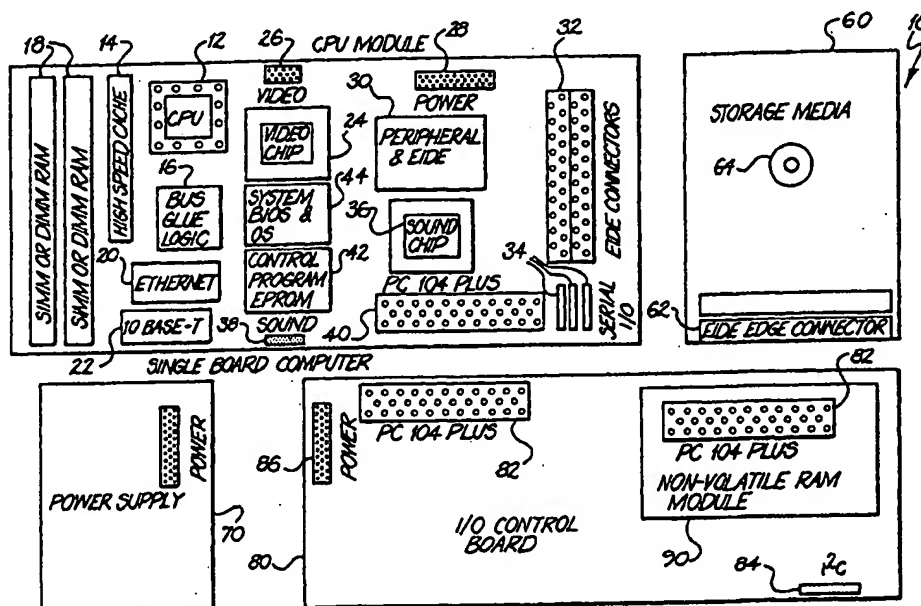 18
14
12
26
CPU MODULE
28
32
60
10
SIMM OR DIMM RAM
SIMM OR DIMM RAM
HIGH SPEED CACHE
CPU
VIDEO
VIDEO CHIP
24
30
POWER
PERIPHERAL & EIDE
EIDE CONNECTORS
STORAGE MEDIA
64
16
BUS GLUE LOGIC
SYSTEM BIOS & OS
44
36
SOUND CHIP
34
20
ETHERNET
CONTROL PROGRAM EPROM
42
PC 104 PLUS
40
SERIAL I/O
22
10 BASE-T
SOUND
38
62
EIDE EDGE CONNECTOR
SINGLE BOARD COMPUTER
POWER SUPPLY
POWER
70
86
POWER
PC 104 PLUS
82
82
PC 104 PLUS
NON-VOLATILE RAM MODULE
90
I/O CONTROL BOARD
80
84
I²C